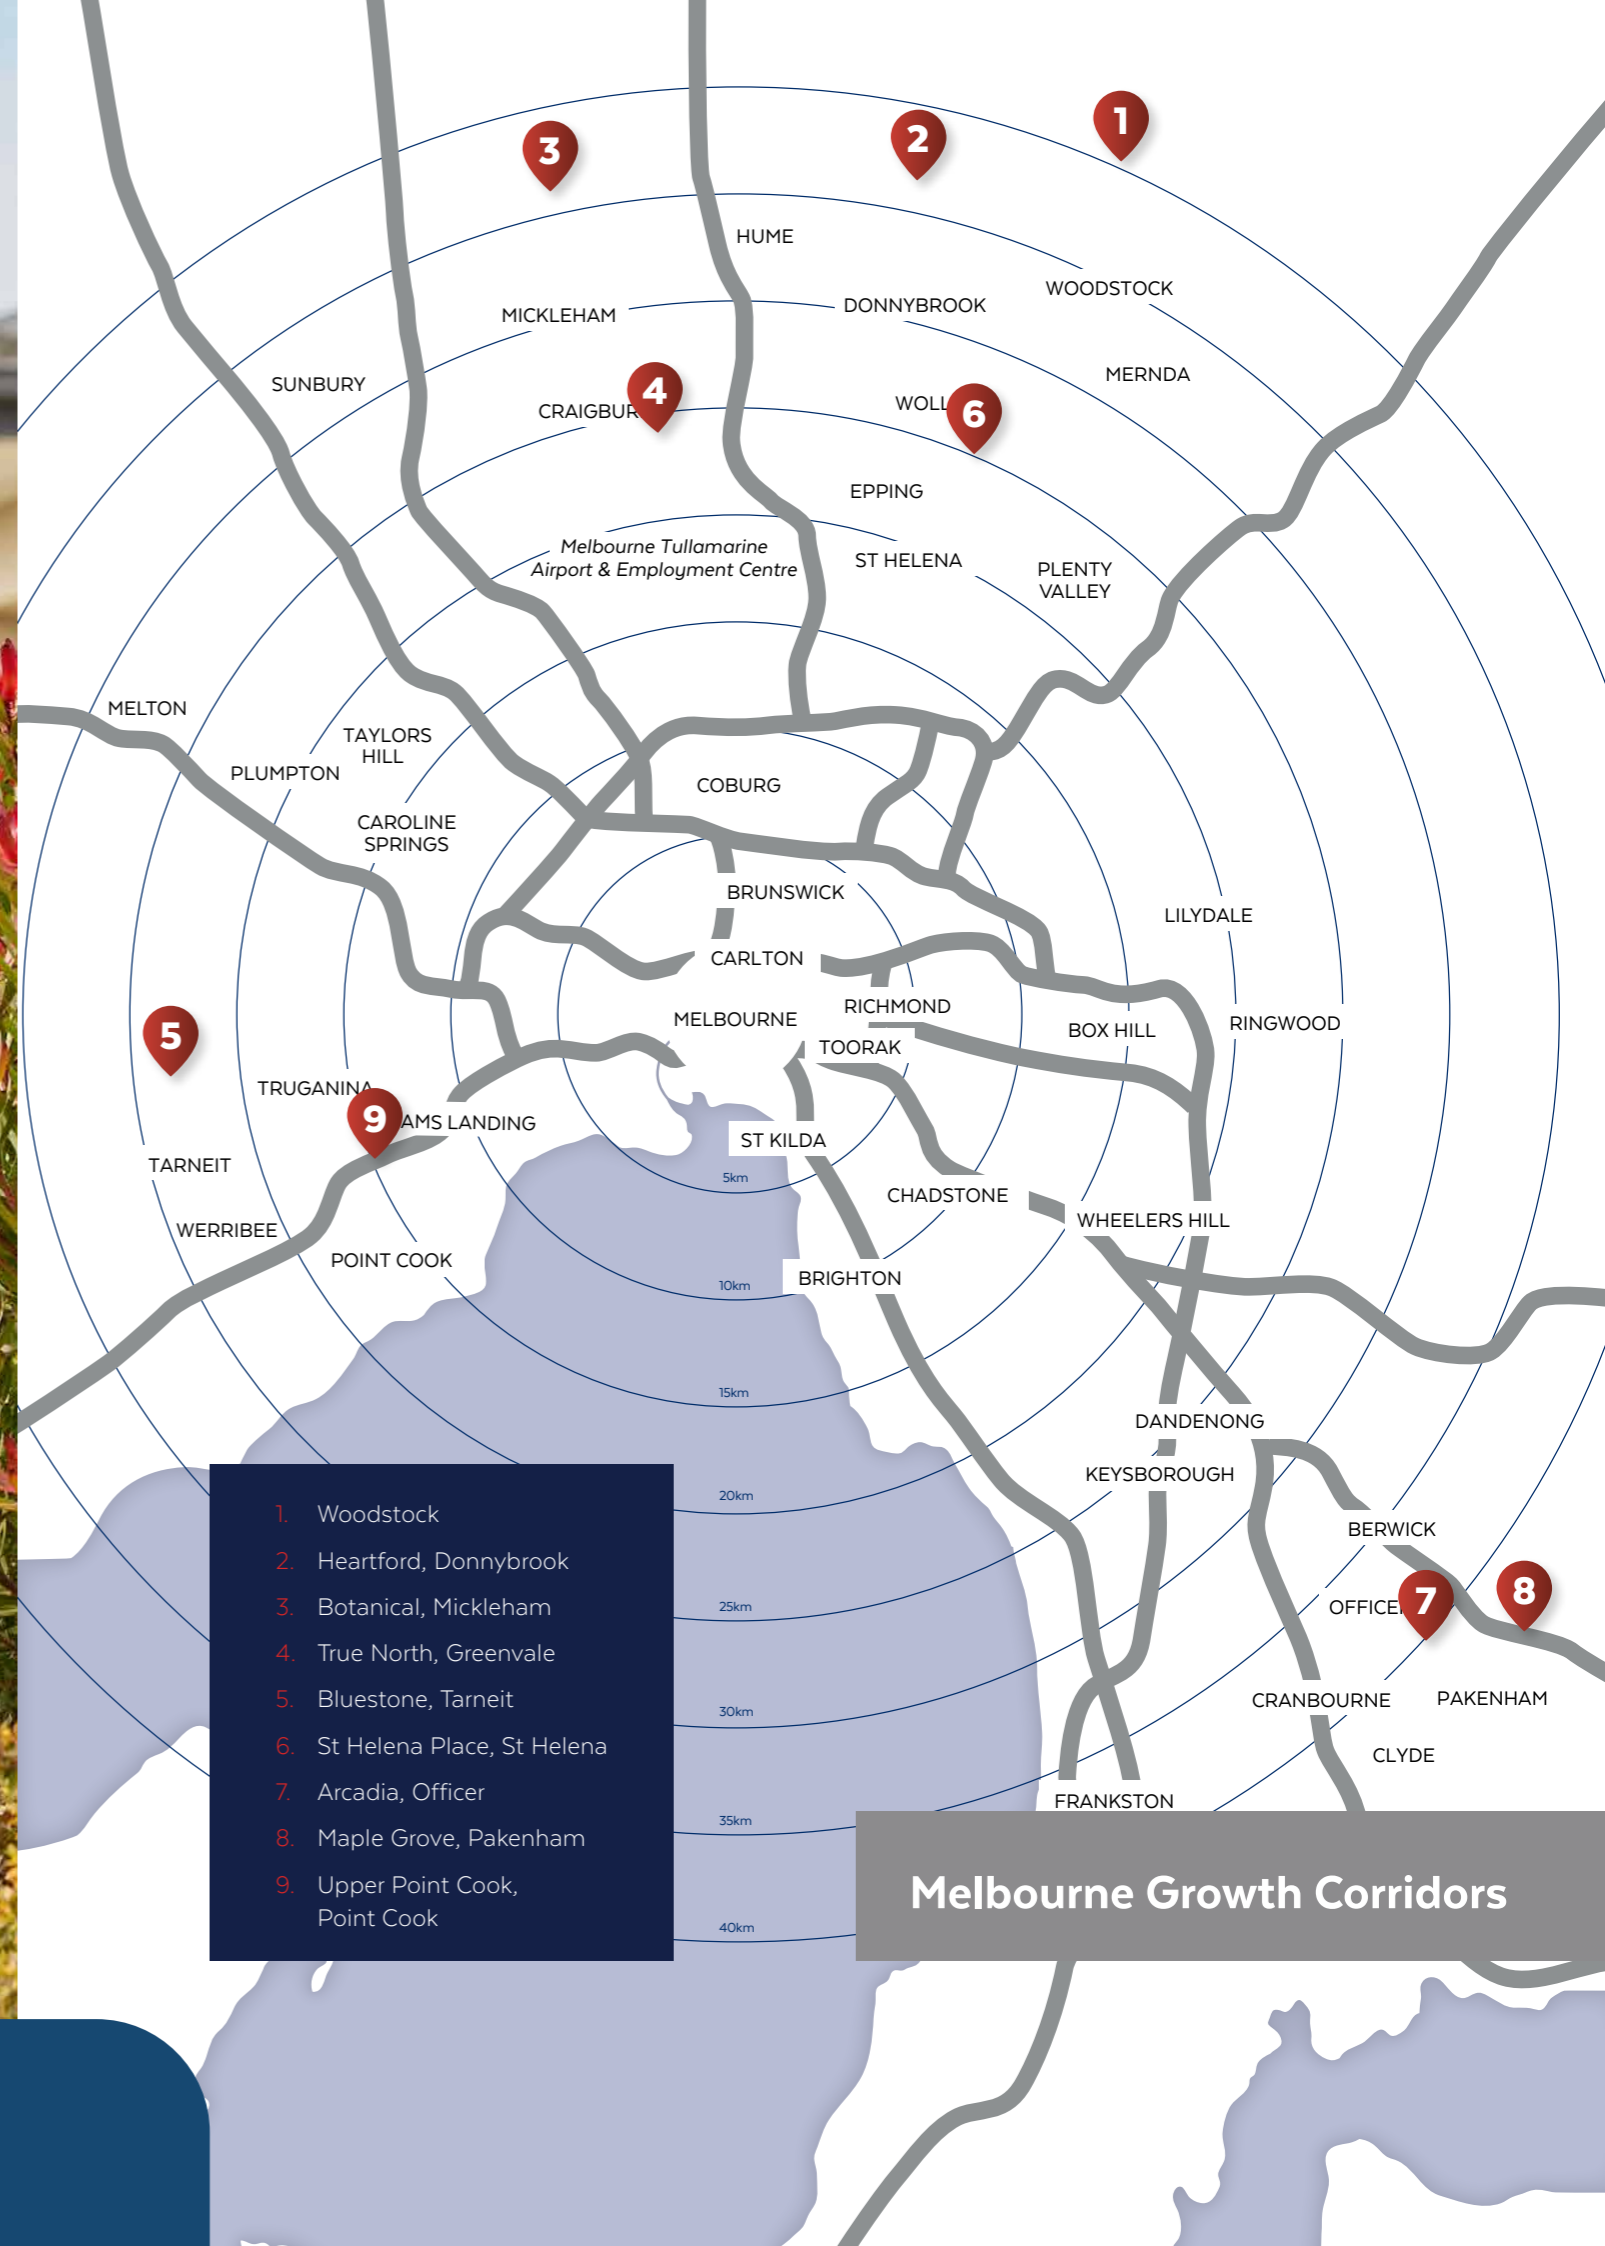 1
2
3
HUME
WOODSTOCK
DONNYBROOK
MICKLEHAM
MERNDA
SUNBURY
4
CRAIGBUR
WOLL
6
EPPING
Melbourne Tullamarine
Airport & Employment Centre
ST HELENA
PLENTY
VALLEY
MELTON
TAYLORS
HILL
PLUMPTON
COBURG
CAROLINE
SPRINGS
BRUNSWICK
LILYDALE
CARLTON
RICHMOND
MELBOURNE
RINGWOOD
BOX HILL
5
TOORAK
TRUGANINA
9
AMS LANDING
ST KILDA
TARNEIT
5km
CHADSTONE
WHEELERS HILL
WERRIBEE
POINT COOK
BRIGHTON
10km
15km
DANDENONG
KEYSBOROUGH
20km
BERWICK
25km
OFFICE
7
8
CRANBOURNE
PAKENHAM
30km
CLYDE
FRANKSTON
35km
40km
1. Woodstock
2. Heartford, Donnybrook
3. Botanical, Mickleham
4. True North, Greenvale
5. Bluestone, Tarneit
6. St Helena Place, St Helena
7. Arcadia, Officer
8. Maple Grove, Pakenham
9. Upper Point Cook,
Point Cook
Melbourne Growth Corridors